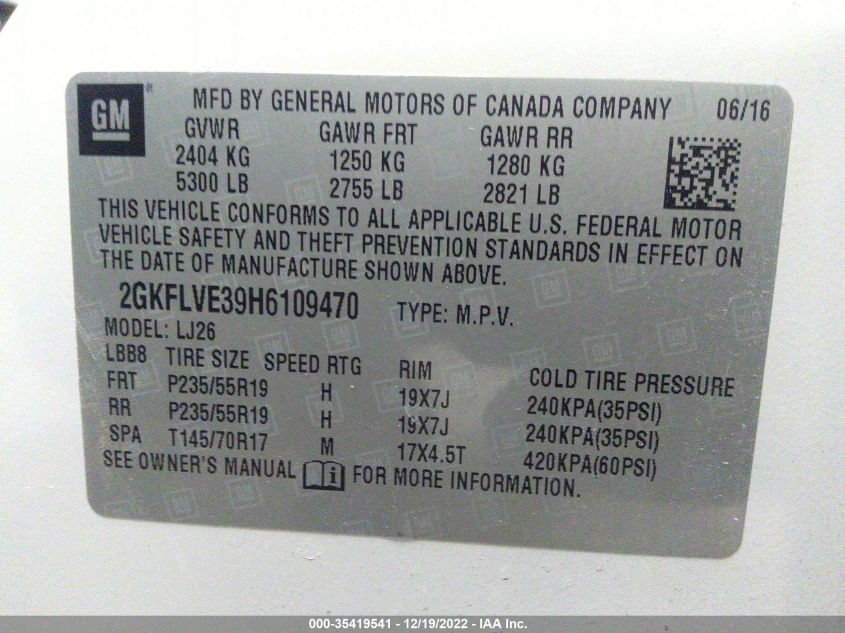 GM ® MFD BY GENERAL MOTORS OF CANADA COMPANY 06/16
GVWR GAWR FRT GAWR RR
2404 KG 1250 KG 1280 KG
5300 LB 2755 LB 2821 LB
THIS VEHICLE CONFORMS TO ALL APPLICABLE U.S. FEDERAL MOTOR
VEHICLE SAFETY AND THEFT PREVENTION STANDARDS IN EFFECT ON
THE DATE OF MANUFACTURE SHOWN ABOVE.
2GKFLVE39H6109470 TYPE: M.P.V.
MODEL: LJ26
LBB8 TIRE SIZE SPEED RTG RIM COLD TIRE PRESSURE
FRT P235/55R19 H 19X7J 240KPA(35PSI)
RR P235/55R19 H 19X7J 240KPA(35PSI)
SPA T145/70R17 M 17X4.5T 420KPA(60PSI)
SEE OWNER'S MANUAL i FOR MORE INFORMATION.
000-35419541 - 12/19/2022 - IAA Inc.